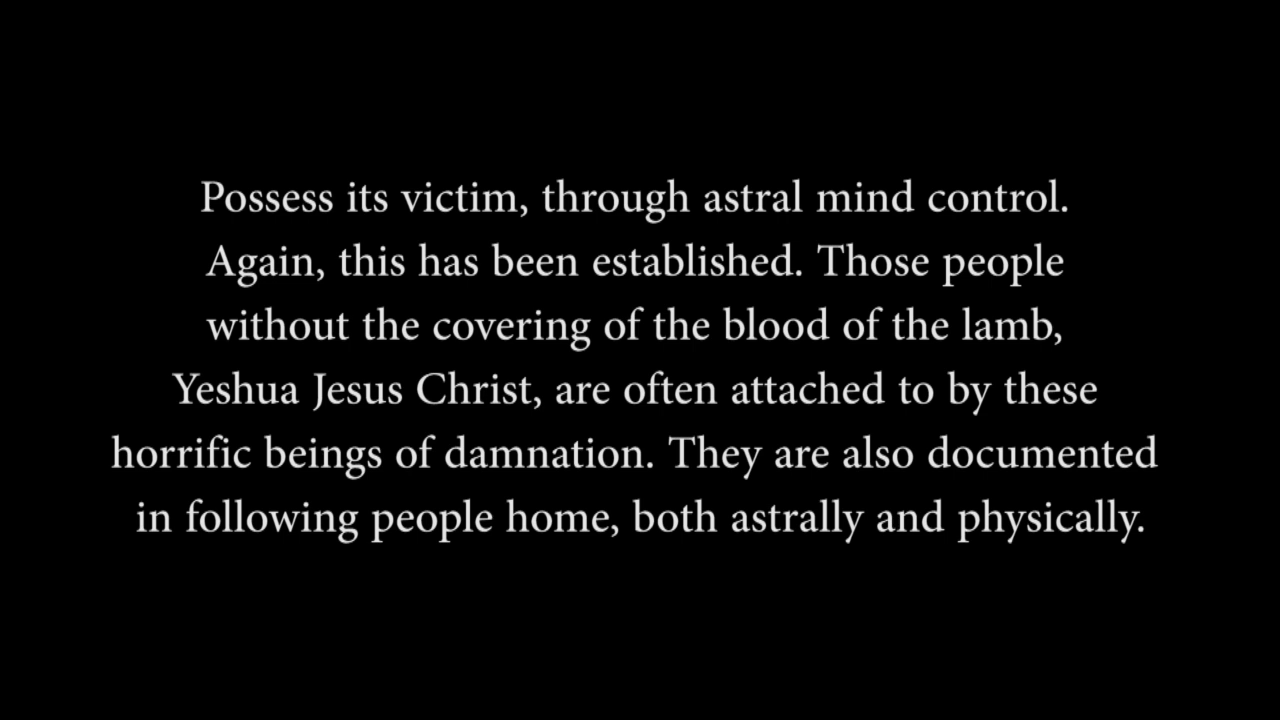 Possess its victim, through astral mind control.
Again, this has been established. Those people
without the covering of the blood of the lamb,
Yeshua Jesus Christ, are often attached to by these
horrific beings of damnation. They are also documented
in following people home, both astrally and physically.